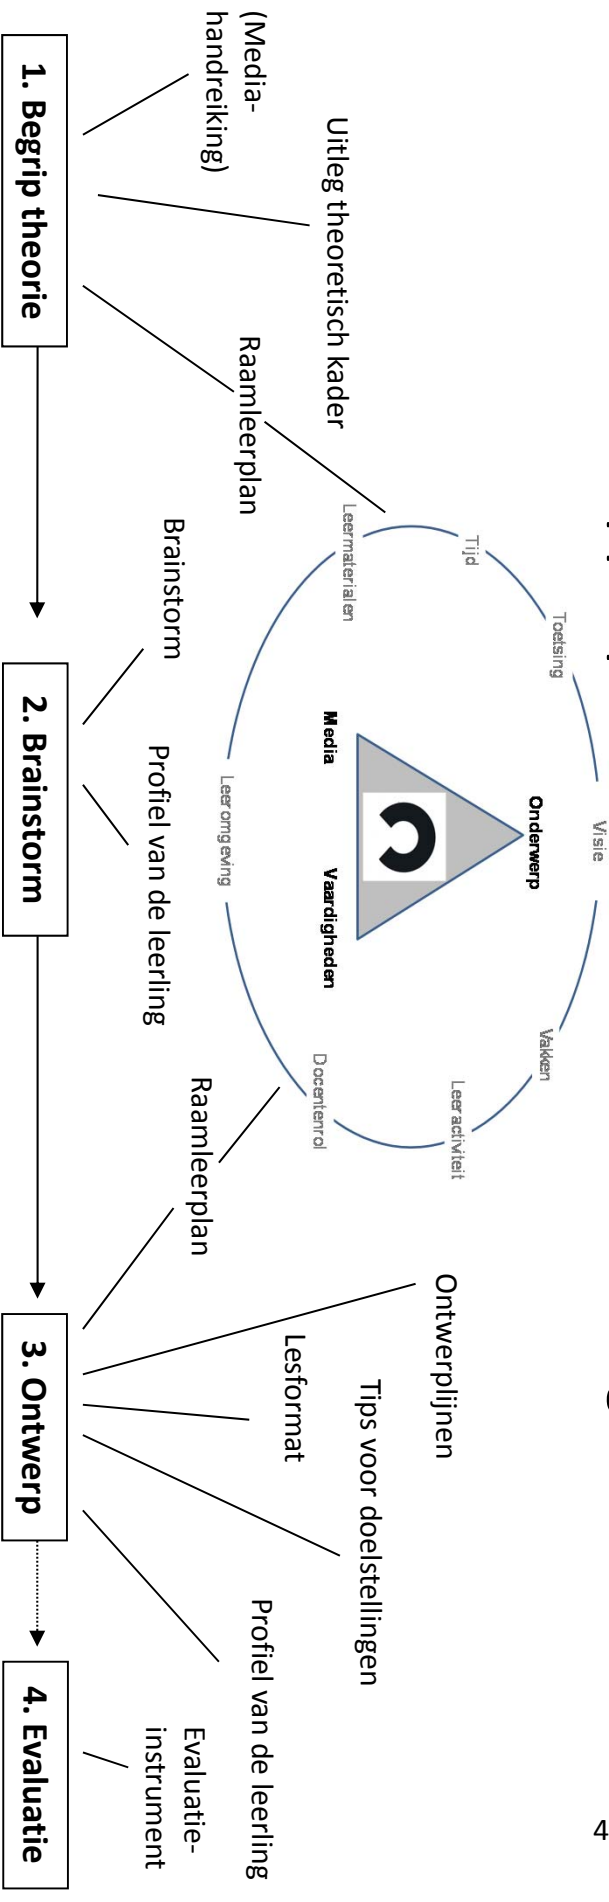 Visie
Toetsing
Vakken
Tijd
Leeractiviteit
Leermaterialen
Docentenrol
Leeromgeving
Onderwerp
Media
Vaardigheden
Uitleg theoretisch kader
(Media-
handreiking)
Raamleerplan
Brainstorm
Profiel van de leerling
Raamleerplan
Ontwerplijnen
Tips voor doelstellingen
Lesformat
Profiel van de leerling
Evaluatie-
instrument
1. Begrip theorie
2. Brainstorm
3. Ontwerp
4. Evaluatie
4